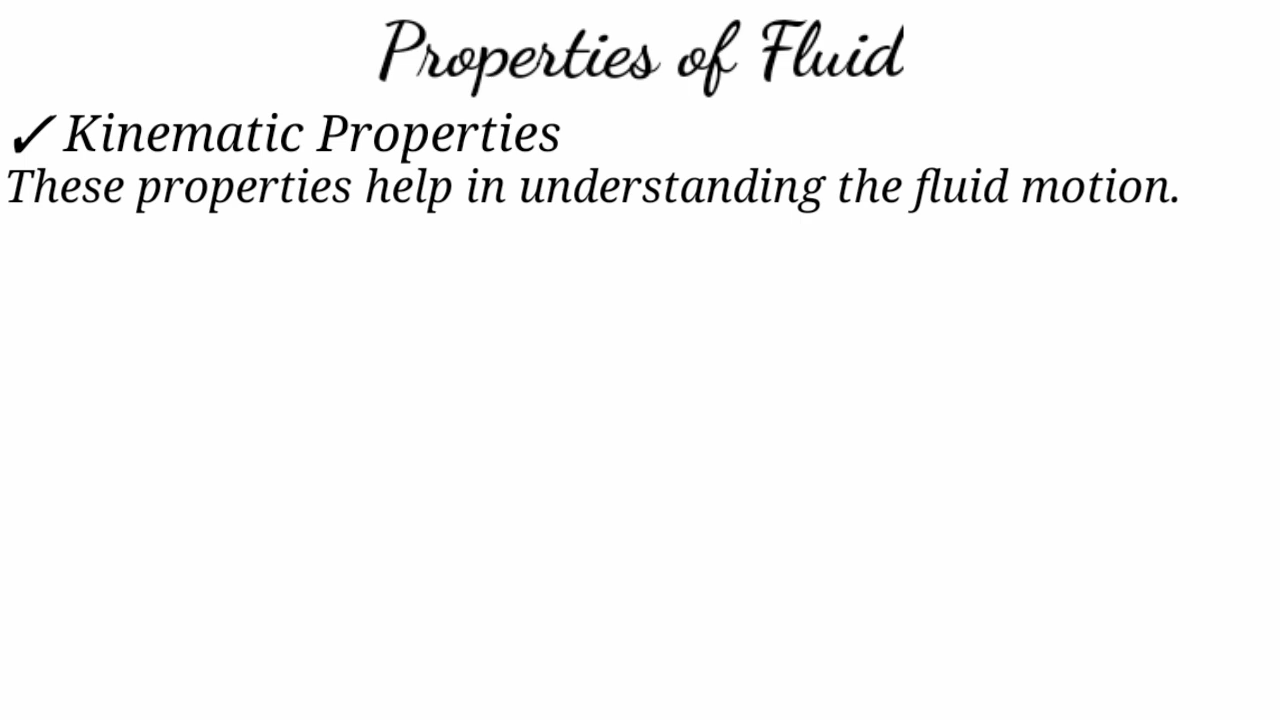 Properties of Fluid
✓ Kinematic Properties
These properties help in understanding the fluid motion.